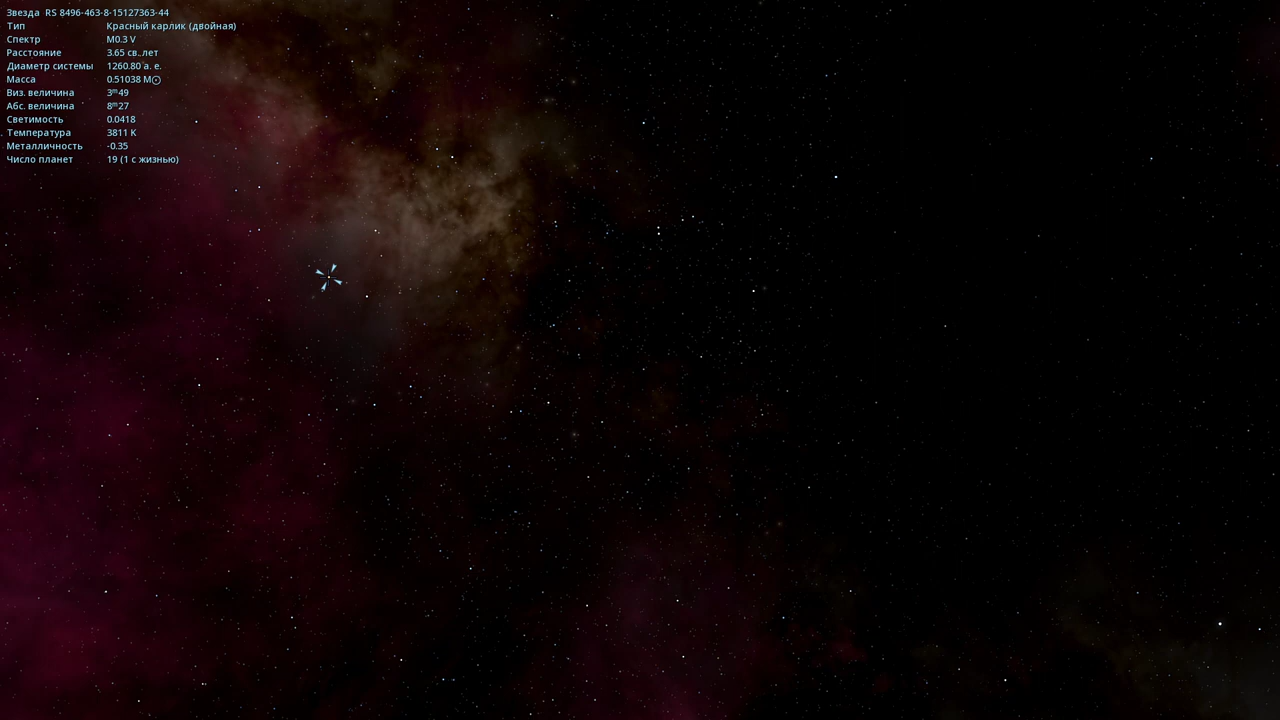 Звезда RS 8496-463-8-15127363-44
Тип Красный карлик (двойная)
Спектр M0.3 V
Расстояние 3.65 св. лет
Диаметр системы 1260.80 а. е.
Масса 0.51038 M☉
Виз. величина 3ᵐ49
Абс. величина 8ᵐ27
Светимость 0.0418
Температура 3811 K
Металличность -0.35
Число планет 19 (1 с жизнью)